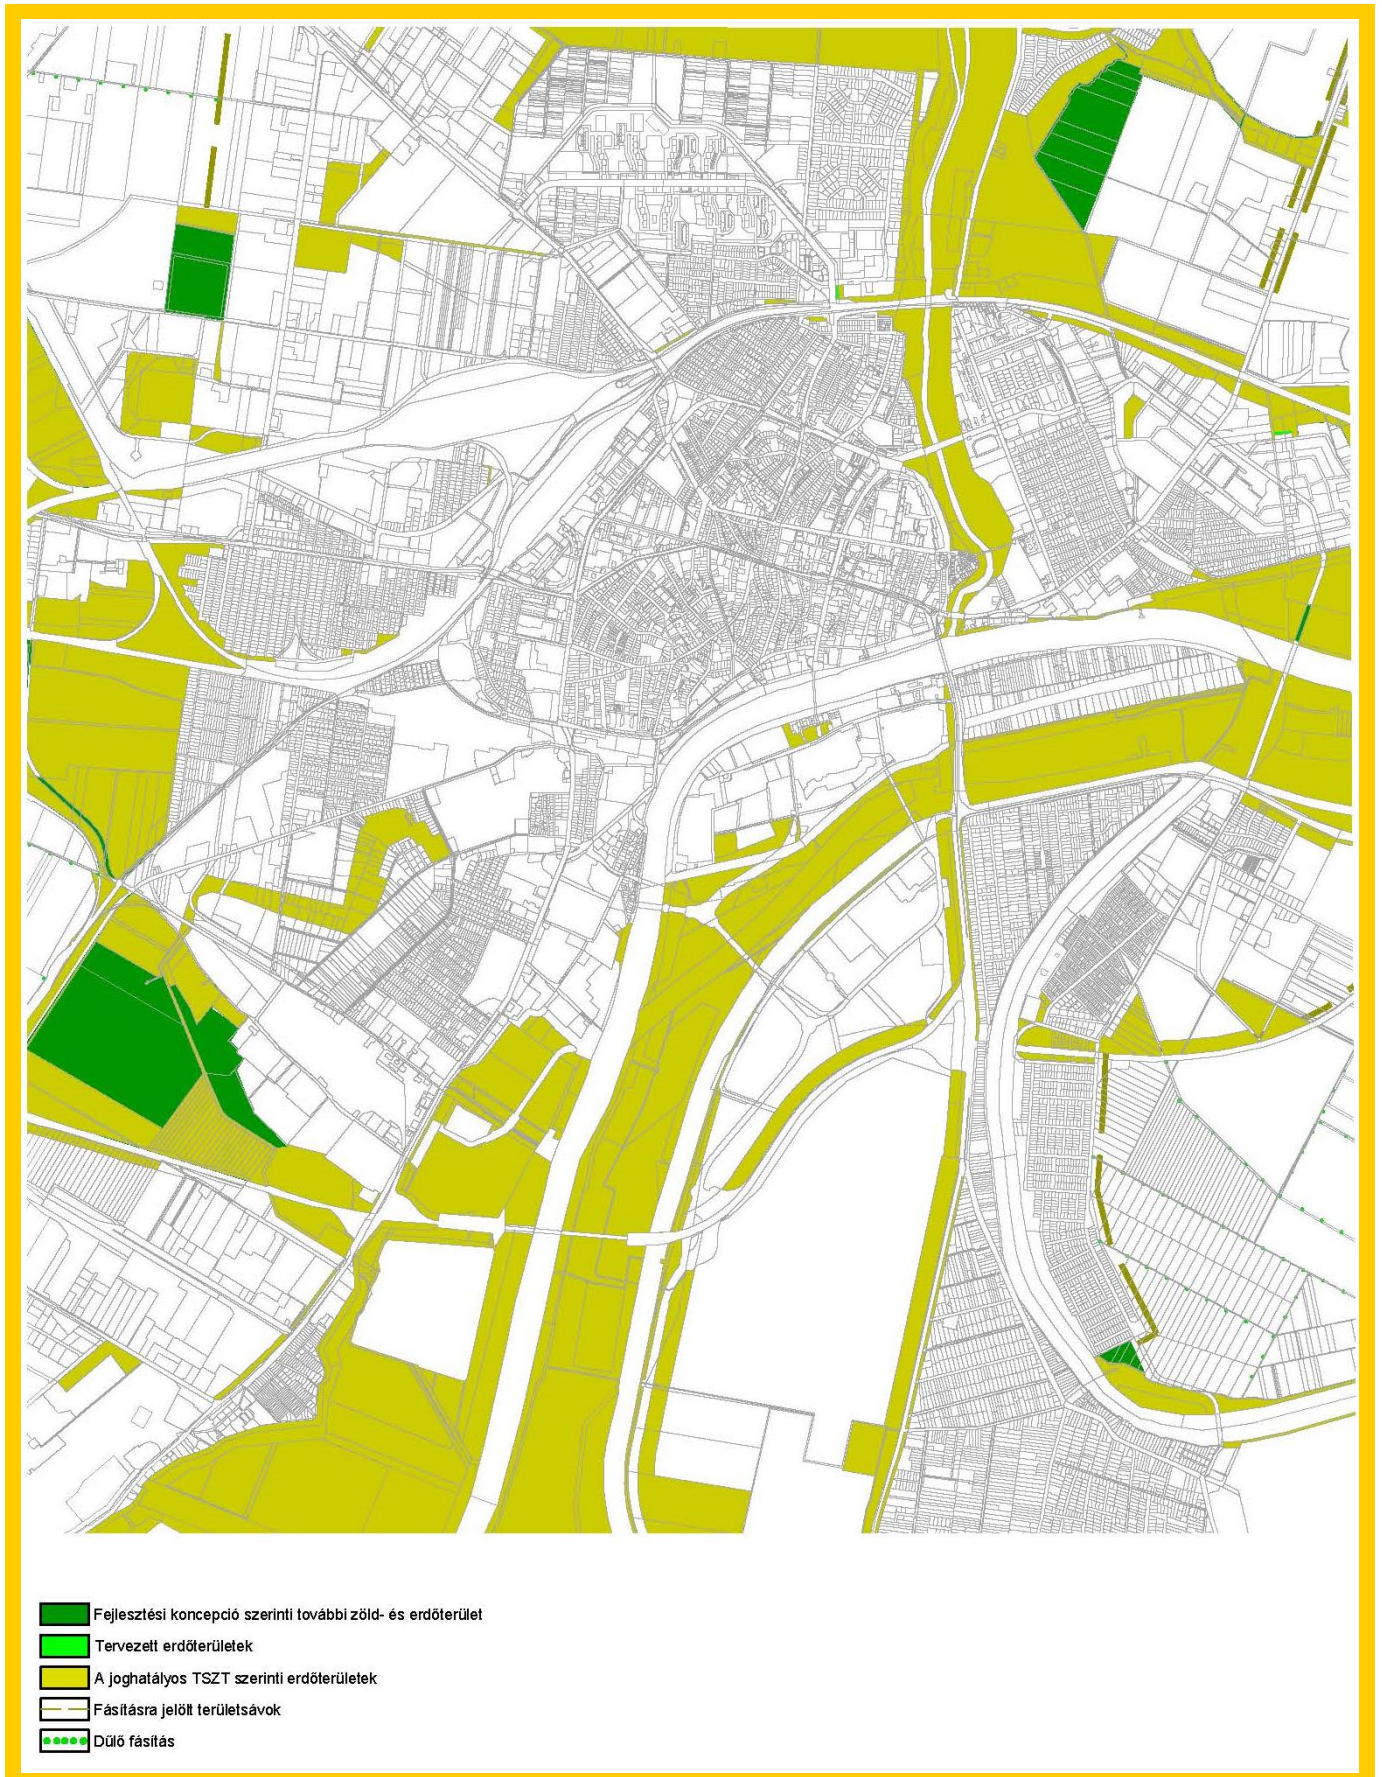 Fejlesztési koncepció szerinti további zöld- és erdőterület
Tervezett erdőterületek
A joghatályos TSZT szerinti erdőterületek
Fásításra jelölt területsávok
Dűlő fásítás